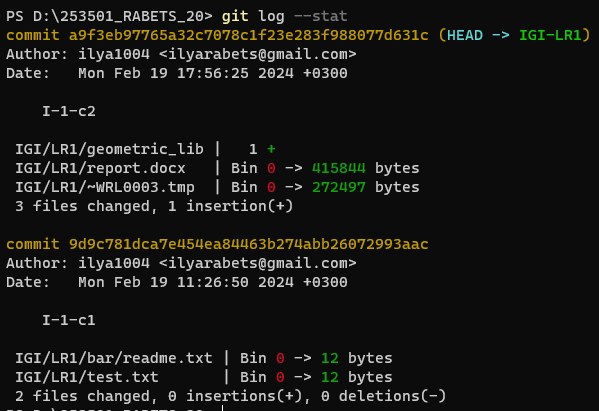 PS D:\253501_RABETS_20> git log --stat
commit a9f3eb97765a32c7078c1f23e283f988077d631c (HEAD -> IGI-LR1)
Author: ilya1004 <ilyarabets@gmail.com>
Date:   Mon Feb 19 17:56:25 2024 +0300
    I-1-c2
 IGI/LR1/geometric_lib |   1 +
 IGI/LR1/report.docx   | Bin 0 -> 415844 bytes
 IGI/LR1/~WRL0003.tmp  | Bin 0 -> 272497 bytes
 3 files changed, 1 insertion(+)
commit 9d9c781dca7e454ea84463b274abb26072993aac
Author: ilya1004 <ilyarabets@gmail.com>
Date:   Mon Feb 19 11:26:50 2024 +0300
    I-1-c1
 IGI/LR1/bar/readme.txt | Bin 0 -> 12 bytes
 IGI/LR1/test.txt       | Bin 0 -> 12 bytes
 2 files changed, 0 insertions(+), 0 deletions(-)